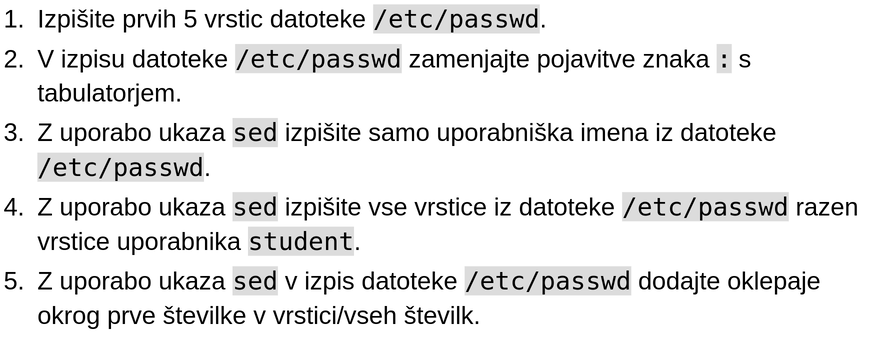 1. Izpišite prvih 5 vrstic datoteke /etc/passwd.
2. V izpisu datoteke /etc/passwd zamenjajte pojavitve znaka : s
tabulatorjem.
3. Z uporabo ukaza sed izpišite samo uporabniška imena iz datoteke
/etc/passwd.
4. Z uporabo ukaza sed izpišite vse vrstice iz datoteke /etc/passwd razen
vrstice uporabnika student.
5. Z uporabo ukaza sed v izpis datoteke /etc/passwd dodajte oklepaje
okrog prve številke v vrstici/vseh številk.